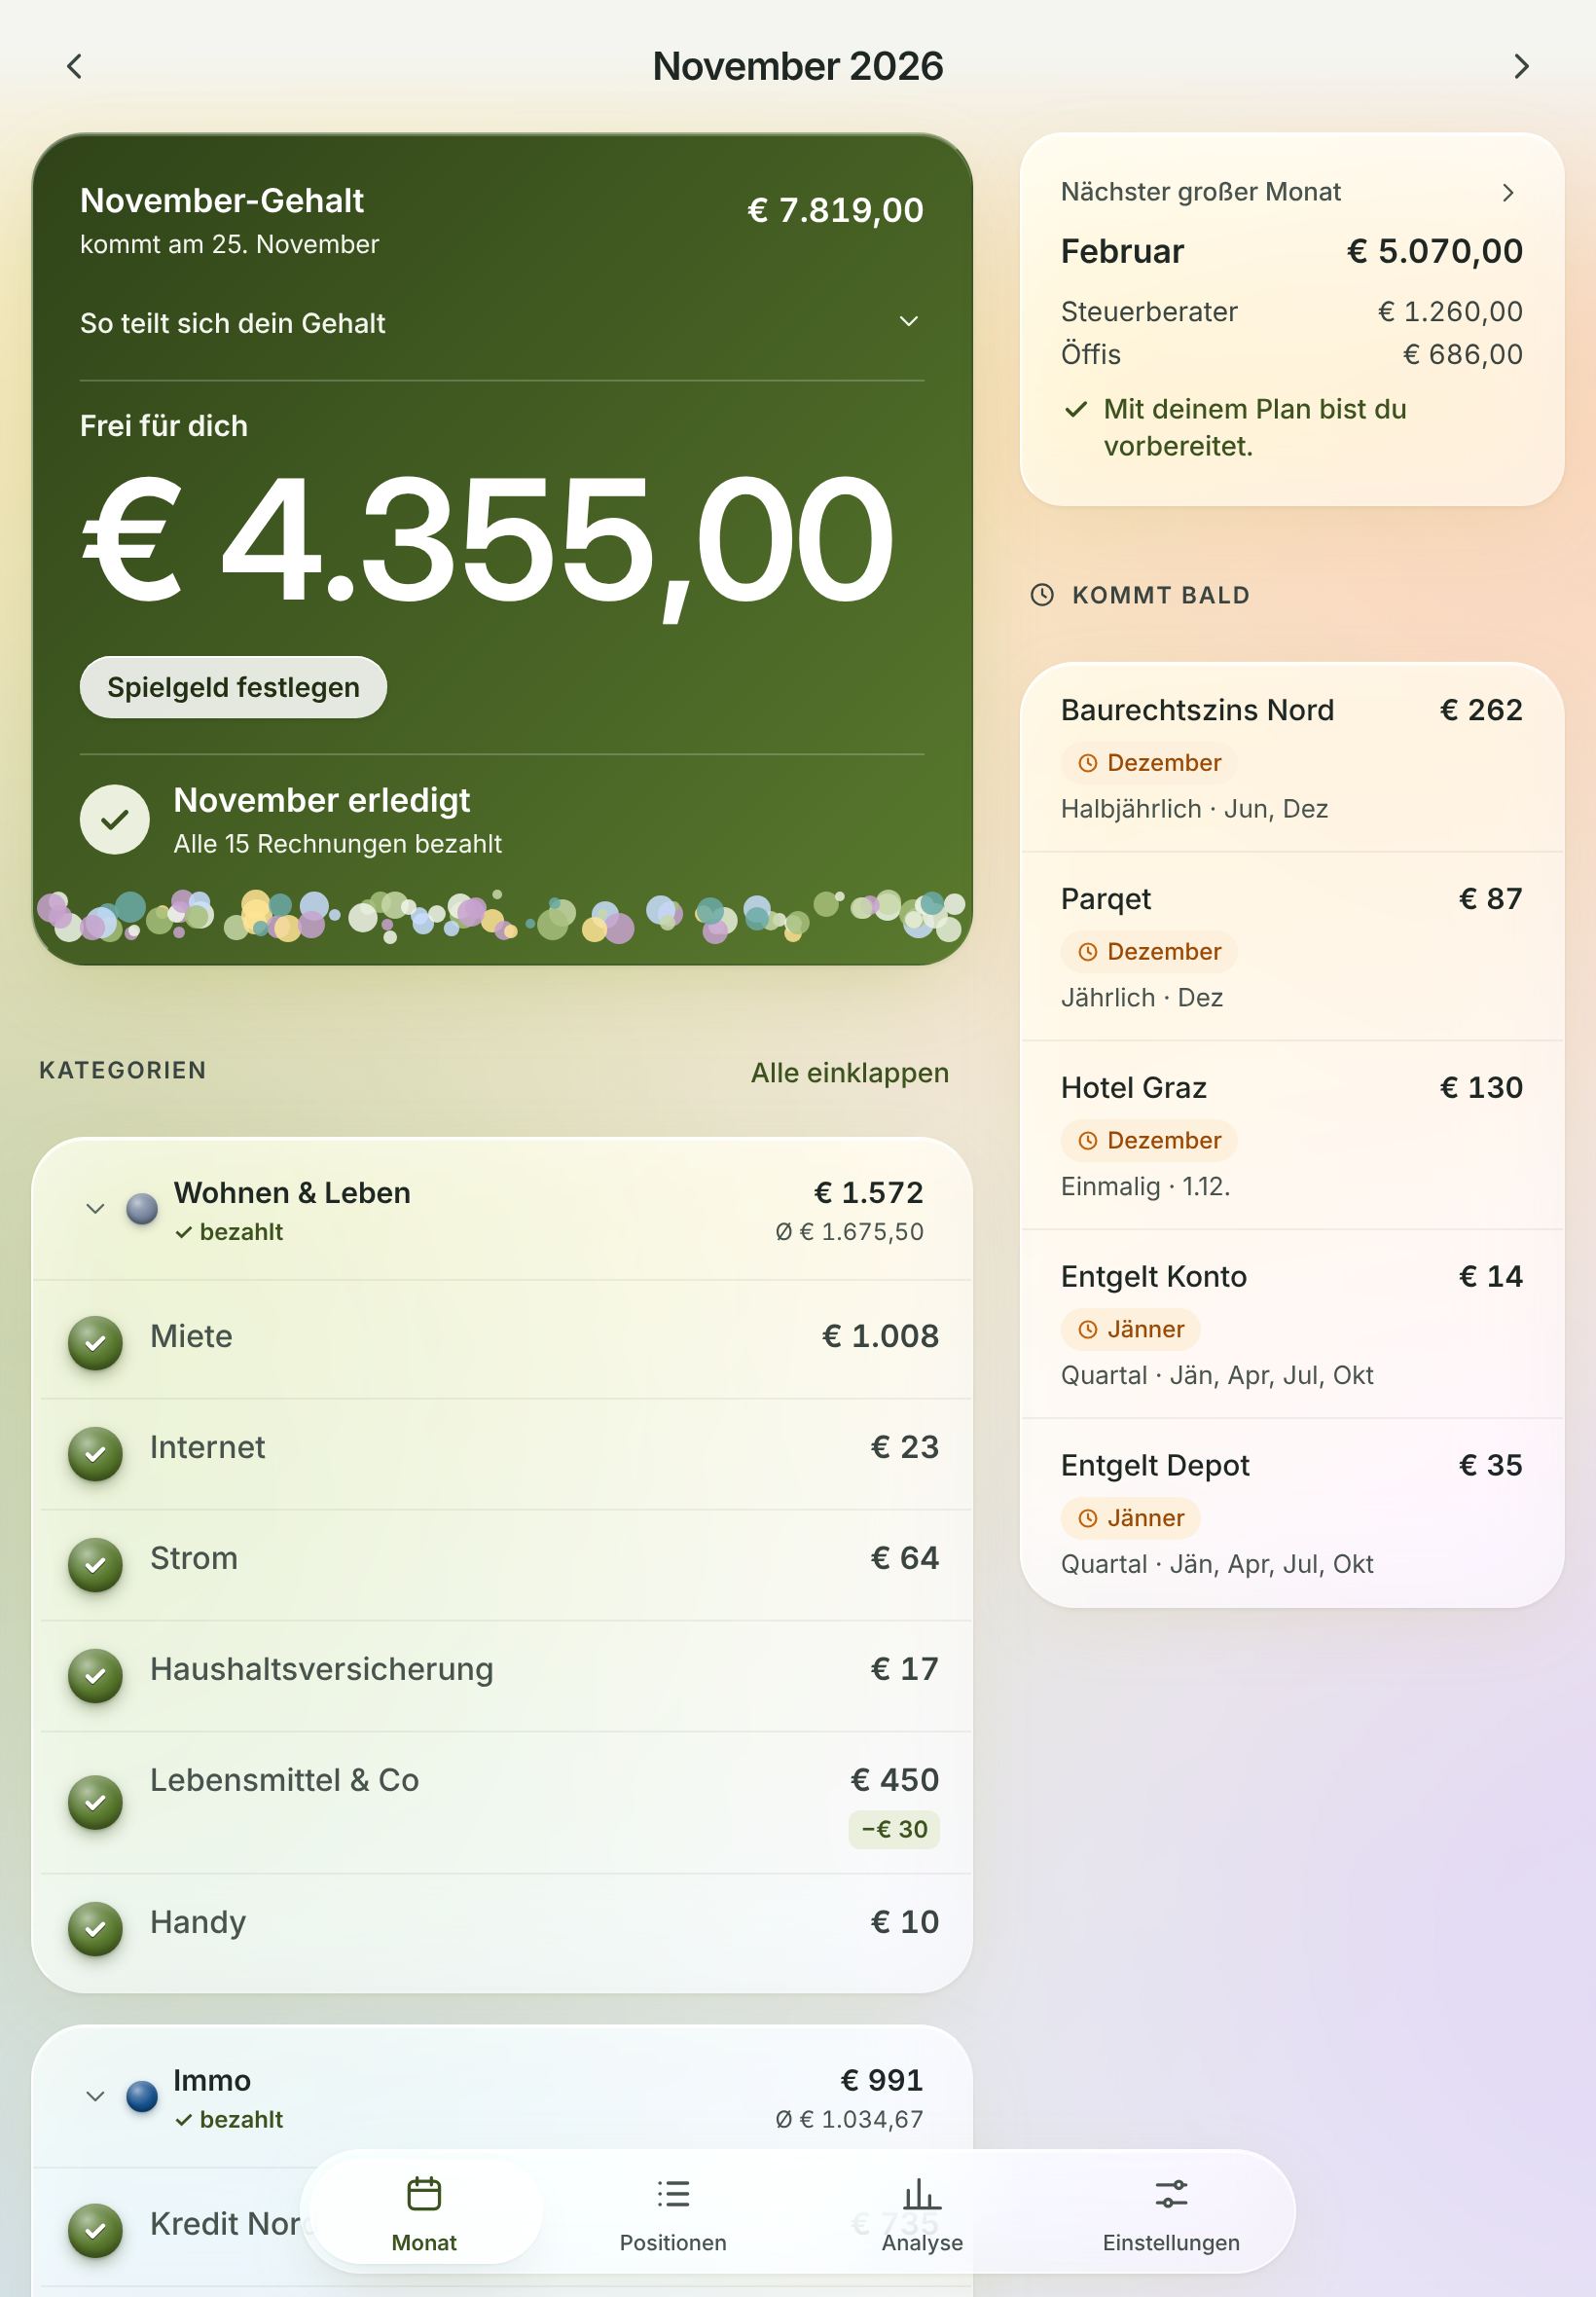 November 2026
November-Gehalt
€ 7.819,00
kommt am 25. November
So teilt sich dein Gehalt
Frei für dich
€ 4.355,00
Spielgeld festlegen
November erledigt
Alle 15 Rechnungen bezahlt
KATEGORIEN
Alle einklappen
Wohnen & Leben
€ 1.572
bezahlt
Ø € 1.675,50
Miete
€ 1.008
Internet
€ 23
Strom
€ 64
Haushaltsversicherung
€ 17
Lebensmittel & Co
€ 450
−€ 30
Handy
€ 10
Immo
€ 991
bezahlt
Ø € 1.034,67
Kredit
€ 735
Nächster großer Monat
Februar
€ 5.070,00
Steuerberater
€ 1.260,00
Öffis
€ 686,00
Mit deinem Plan bist du
vorbereitet.
KOMMT BALD
Baurechtszins Nord
€ 262
Dezember
Halbjährlich · Jun, Dez
Parqet
€ 87
Dezember
Jährlich · Dez
Hotel Graz
€ 130
Dezember
Einmalig · 1.12.
Entgelt Konto
€ 14
Jänner
Quartal · Jän, Apr, Jul, Okt
Entgelt Depot
€ 35
Jänner
Quartal · Jän, Apr, Jul, Okt
Monat
Positionen
Analyse
Einstellungen